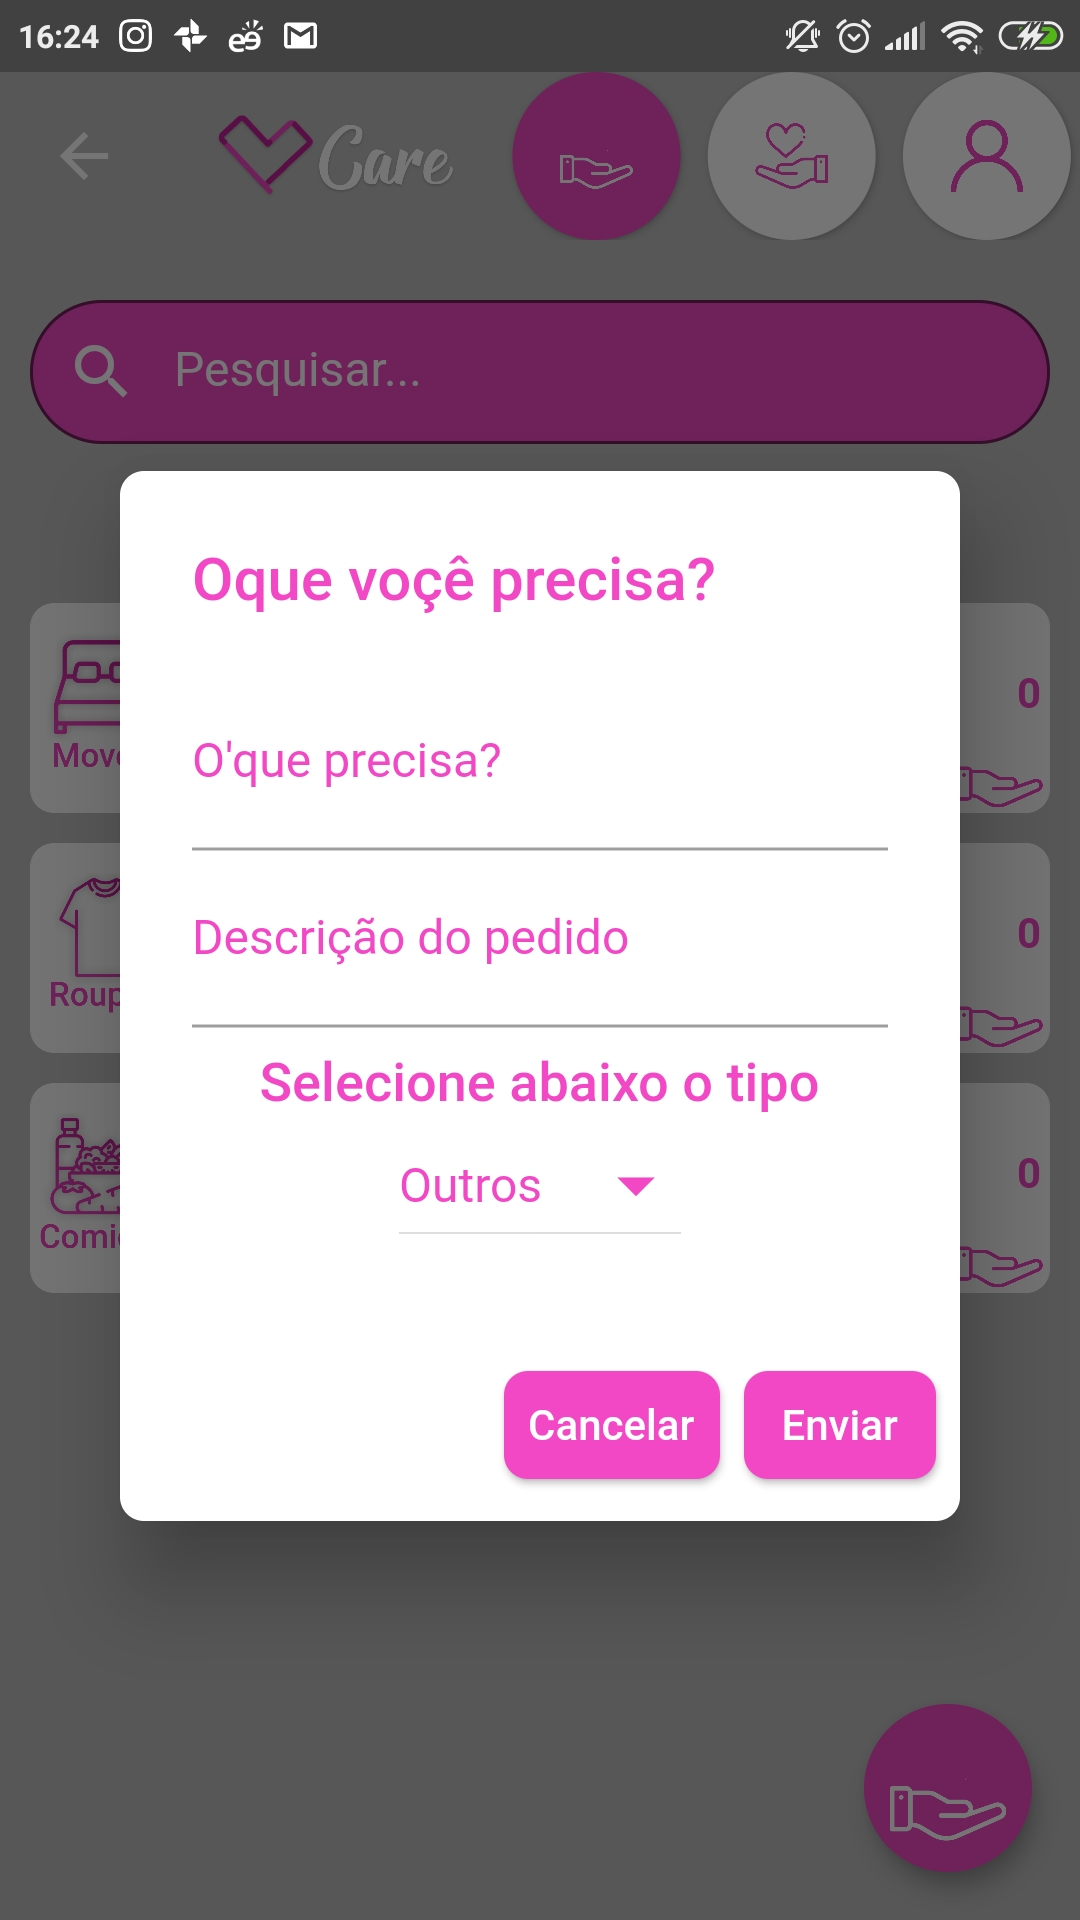 16:24
Care
Pesquisar...
Oque voçê precisa?
0
Move
O'que precisa?
0
Roup
Descrição do pedido
Selecione abaixo o tipo
0
Outros
Comi
Cancelar
Enviar